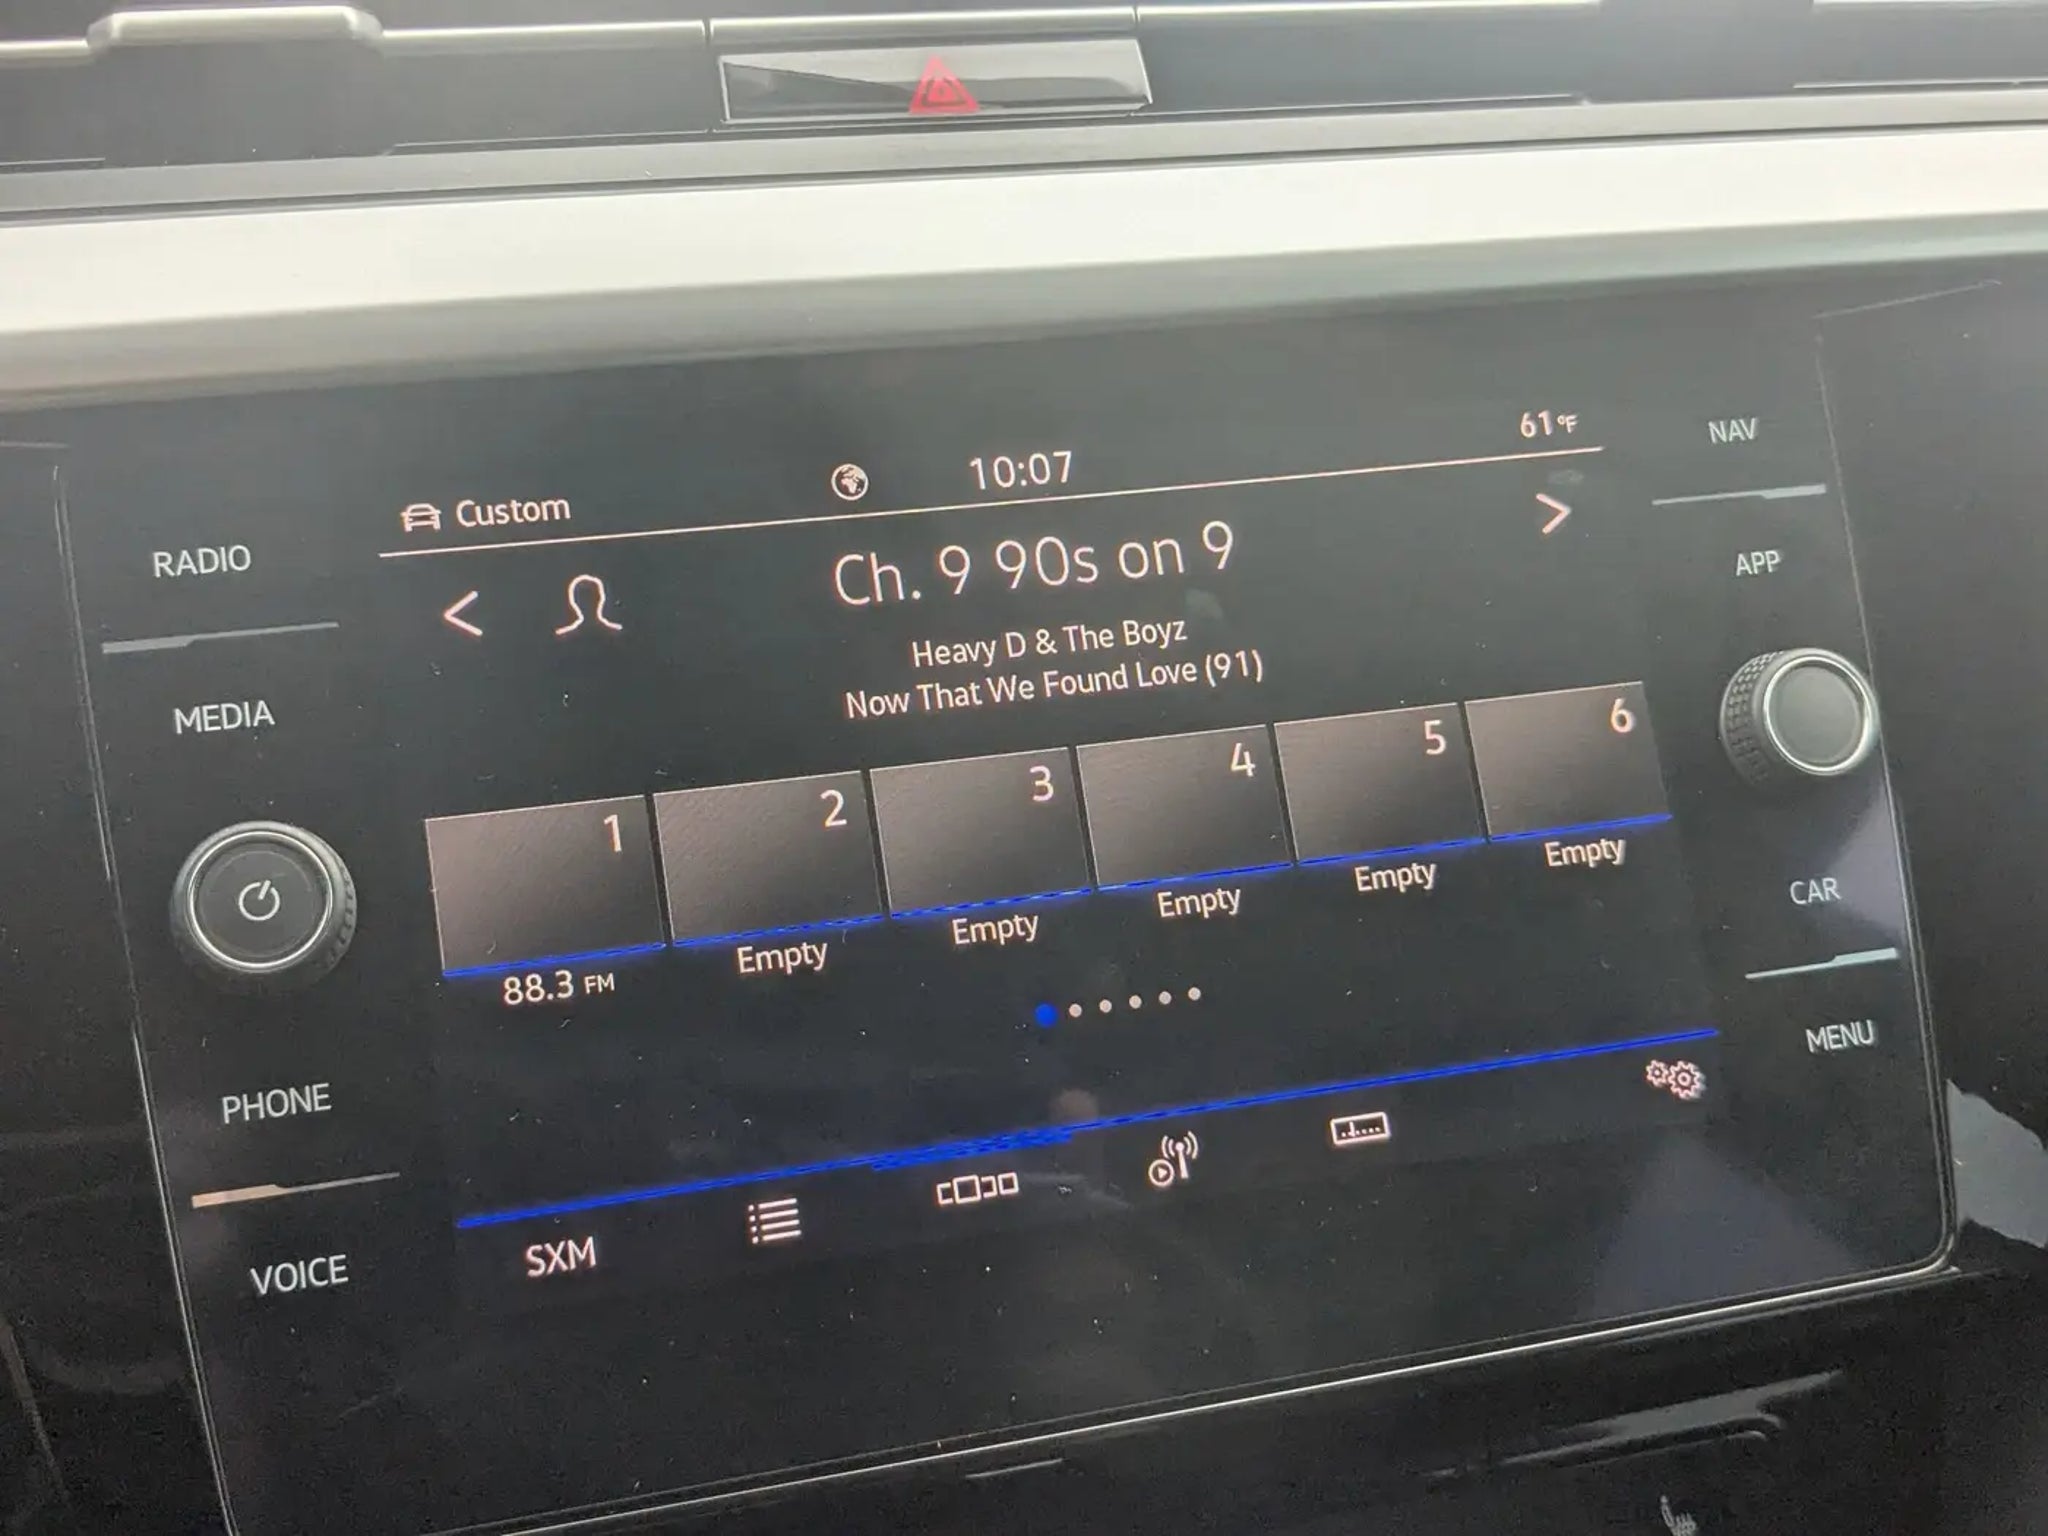 61°F
10:07
Custom
NAV
RADIO
Ch. 9 90s on 9
APP
Heavy D & The Boyz
Now That We Found Love (91)
MEDIA
1 2 3 4 5 6
88.3 FM Empty Empty Empty Empty Empty
CAR
PHONE
MENU
SXM
VOICE